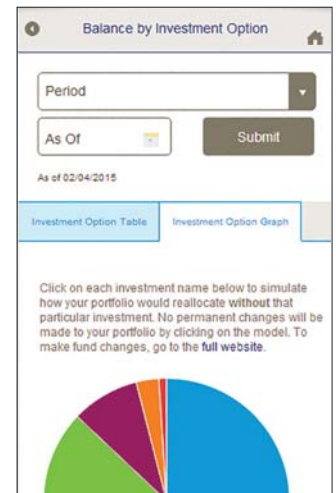 Balance by Investment Option
Period
As Of
Submit
As of 02/04/2015
Investment Option Table
Investment Option Graph
Click on each investment name below to simulate
how your portfolio would reallocate without that
particular investment. No permanent changes will be
made to your portfolio by clicking on the model. To
make fund changes, go to the full website.